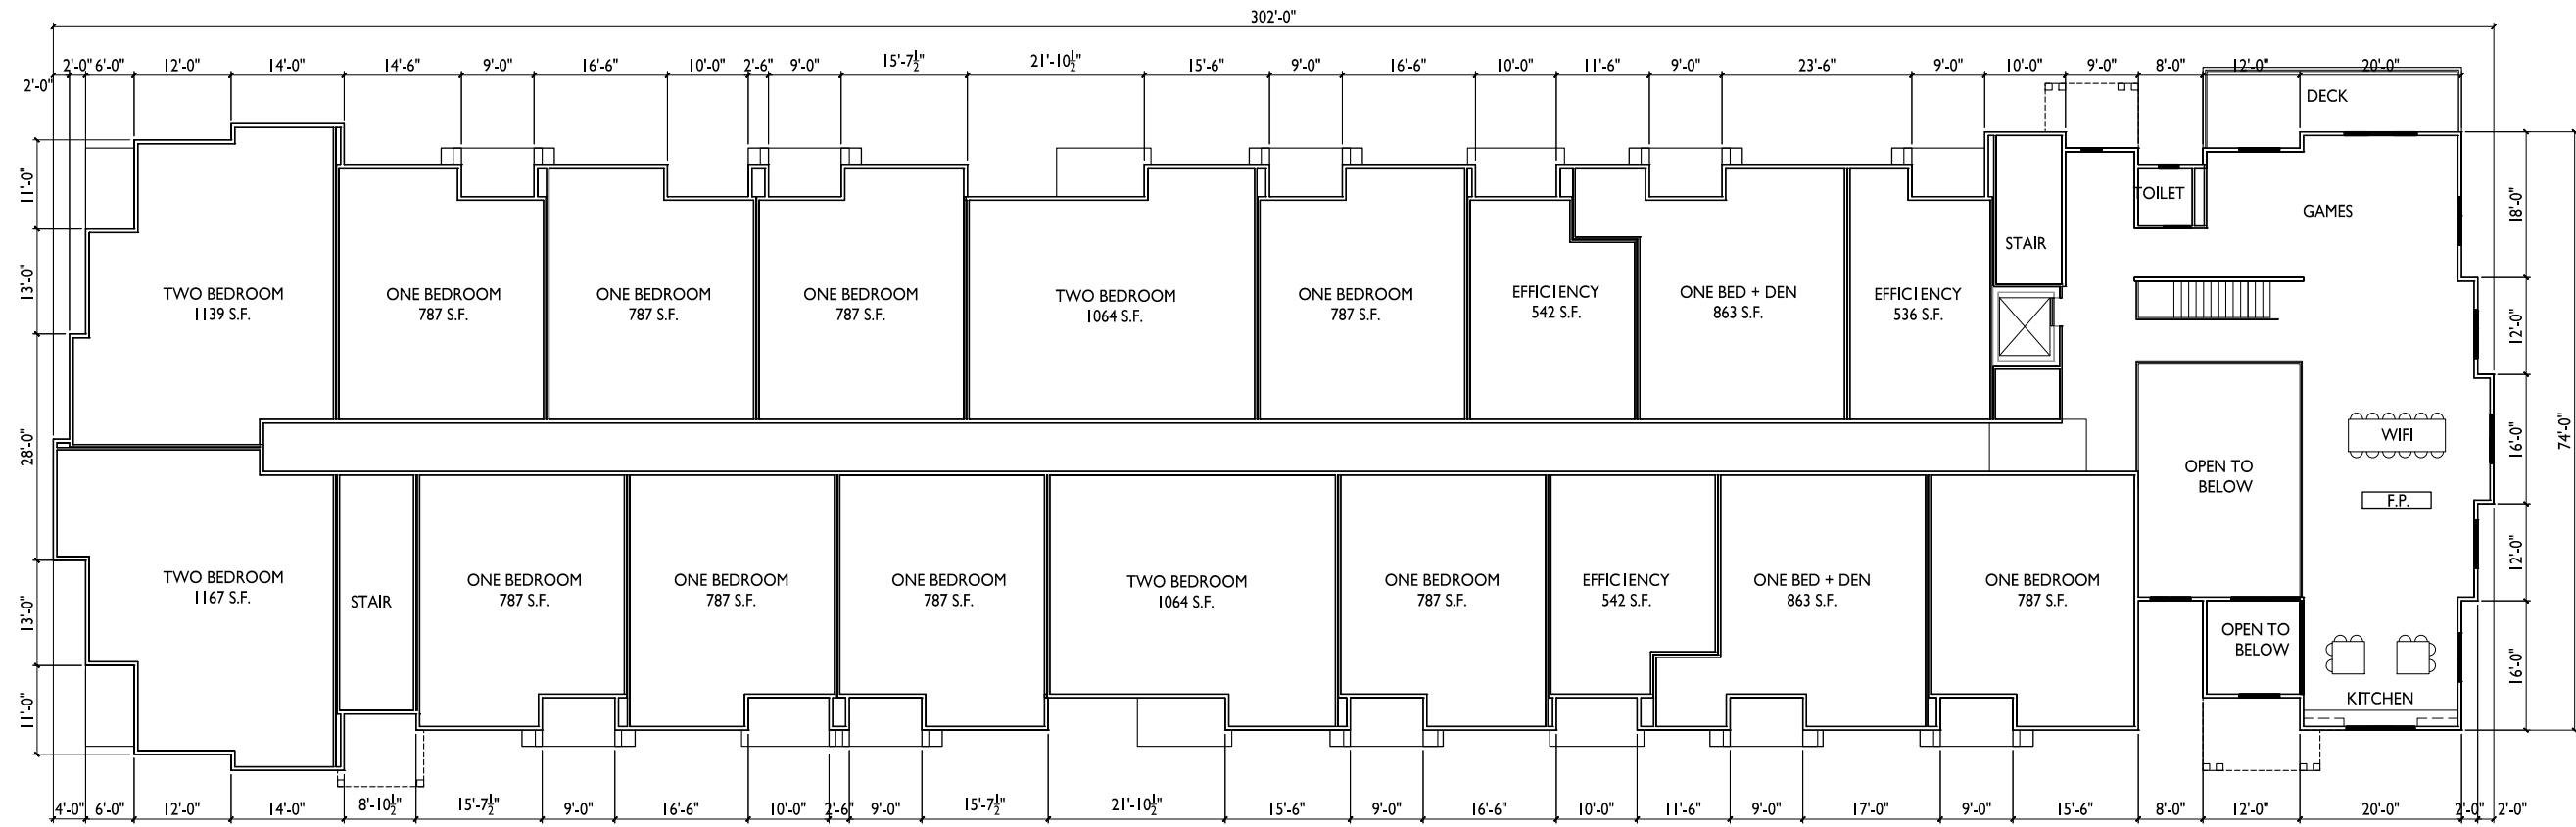 302'-0"
2'-0" 6'-0" 12'-0" 14'-0" 14'-6" 9'-0" 16'-6" 10'-0" 2'-6" 9'-0" 15'-7½" 21'-10½" 15'-6" 9'-0" 16'-6" 10'-0" 11'-6" 9'-0" 23'-6" 9'-0" 10'-0" 9'-0" 8'-0" 12'-0" 20'-0"
2'-0"
DECK
11'-0"
13'-0"
28'-0"
13'-0"
11'-0"
TOILET
GAMES
STAIR
TWO BEDROOM
1139 S.F.
ONE BEDROOM
787 S.F.
ONE BEDROOM
787 S.F.
ONE BEDROOM
787 S.F.
TWO BEDROOM
1064 S.F.
ONE BEDROOM
787 S.F.
EFFICIENCY
542 S.F.
ONE BED + DEN
863 S.F.
EFFICIENCY
536 S.F.
18'-0"
12'-0"
16'-0"
12'-0"
16'-0"
74'-0"
WIFI
OPEN TO
BELOW
F.P.
TWO BEDROOM
1167 S.F.
STAIR
ONE BEDROOM
787 S.F.
ONE BEDROOM
787 S.F.
ONE BEDROOM
787 S.F.
TWO BEDROOM
1064 S.F.
ONE BEDROOM
787 S.F.
EFFICIENCY
542 S.F.
ONE BED + DEN
863 S.F.
ONE BEDROOM
787 S.F.
OPEN TO
BELOW
KITCHEN
4'-0" 6'-0" 12'-0" 14'-0" 8'-10½" 15'-7½" 9'-0" 16'-6" 10'-0" 2'-6" 9'-0" 15'-7½" 21'-10½" 15'-6" 9'-0" 16'-6" 10'-0" 11'-6" 9'-0" 17'-0" 9'-0" 15'-6" 8'-0" 12'-0" 20'-0" 2'-0" 2'-0"